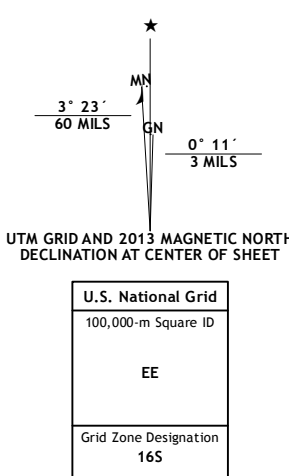 MN
3° 23´
60 MILS
GN
0° 11´
3 MILS
UTM GRID AND 2013 MAGNETIC NORTH
DECLINATION AT CENTER OF SHEET
U.S. National Grid
100,000-m Square ID
EE
Grid Zone Designation
16S